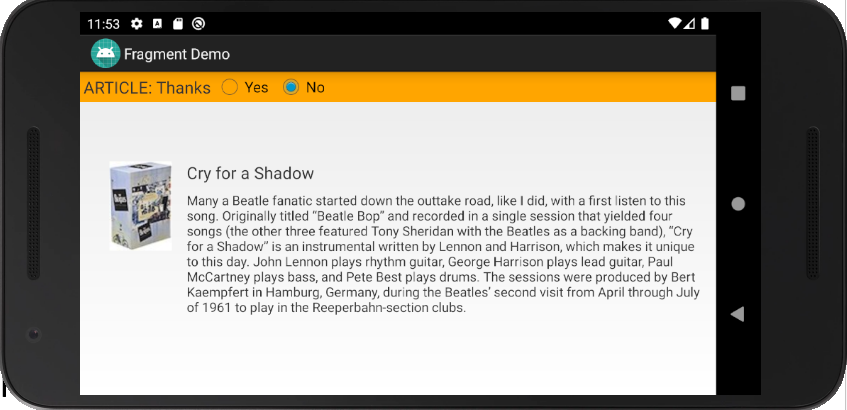 11:53
Fragment Demo
ARTICLE: Thanks Yes No
Cry for a Shadow
Many a Beatle fanatic started down the outtake road, like I did, with a first listen to this
song. Originally titled “Beatle Bop” and recorded in a single session that yielded four
songs (the other three featured Tony Sheridan with the Beatles as a backing band), “Cry
for a Shadow” is an instrumental written by Lennon and Harrison, which makes it unique
to this day. John Lennon plays rhythm guitar, George Harrison plays lead guitar, Paul
McCartney plays bass, and Pete Best plays drums. The sessions were produced by Bert
Kaempfert in Hamburg, Germany, during the Beatles’ second visit from April through July
of 1961 to play in the Reeperbahn-section clubs.